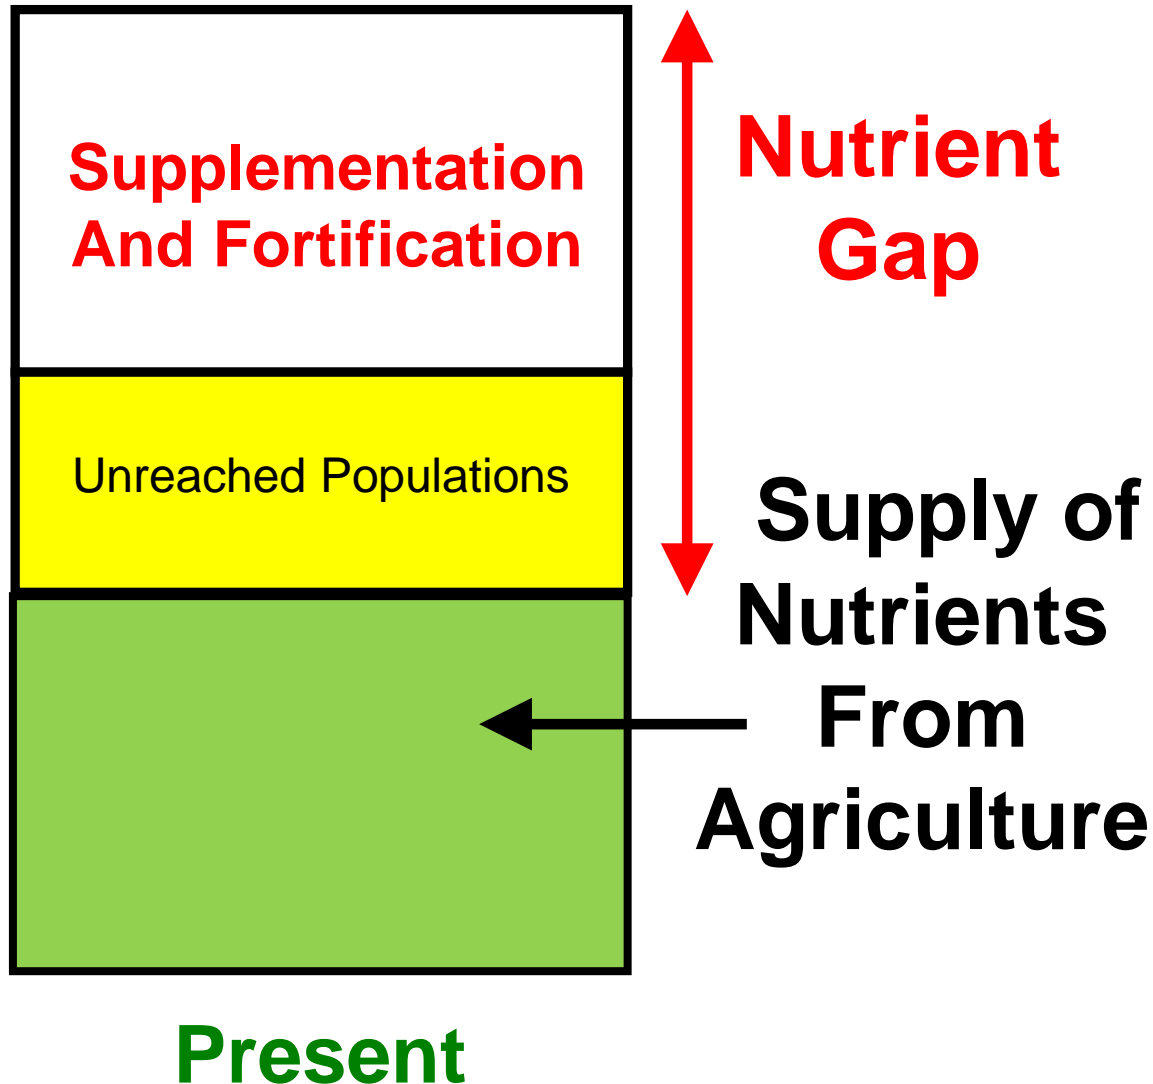 Supplementation
And Fortification
Nutrient
Gap
Unreached Populations
Supply of
Nutrients
From
Agriculture
Present